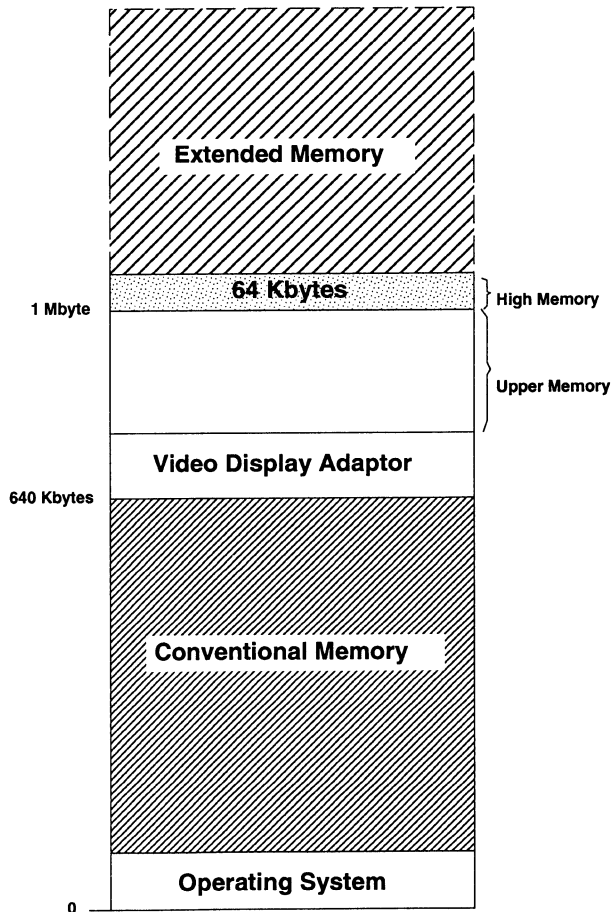 Extended Memory
64 Kbytes
High Memory
1 Mbyte
Upper Memory
Video Display Adaptor
640 Kbytes
Conventional Memory
Operating System
0